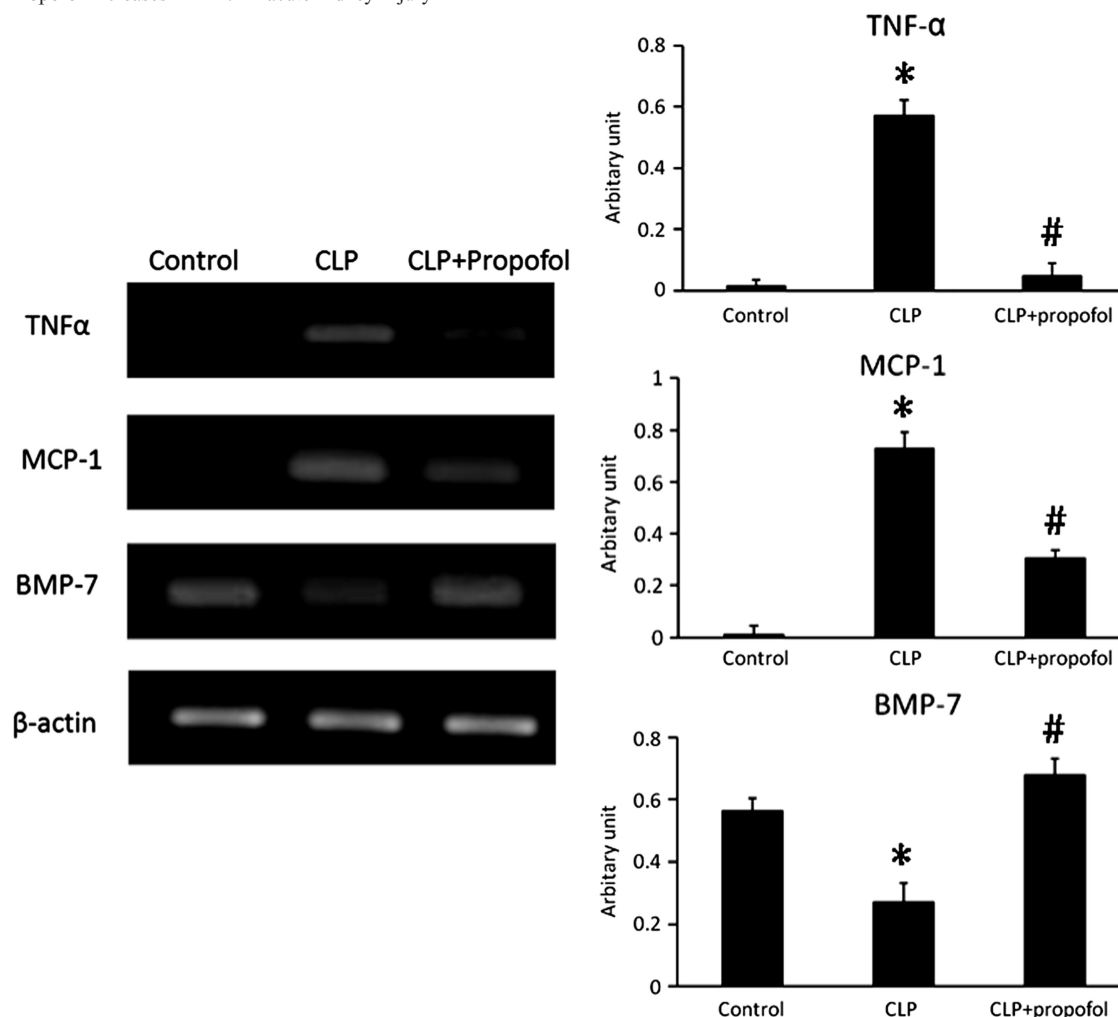 Control CLP CLP+Propofol
TNFα
MCP-1
BMP-7
β-actin
TNF-α
Arbitary unit
0.8
0.6
0.4
0.2
0
*
#
Control CLP CLP+propofol
MCP-1
Arbitary unit
1
0.8
0.6
0.4
0.2
0
*
#
Control CLP CLP+propofol
BMP-7
Arbitary unit
0.8
0.6
0.4
0.2
0
*
#
Control CLP CLP+propofol